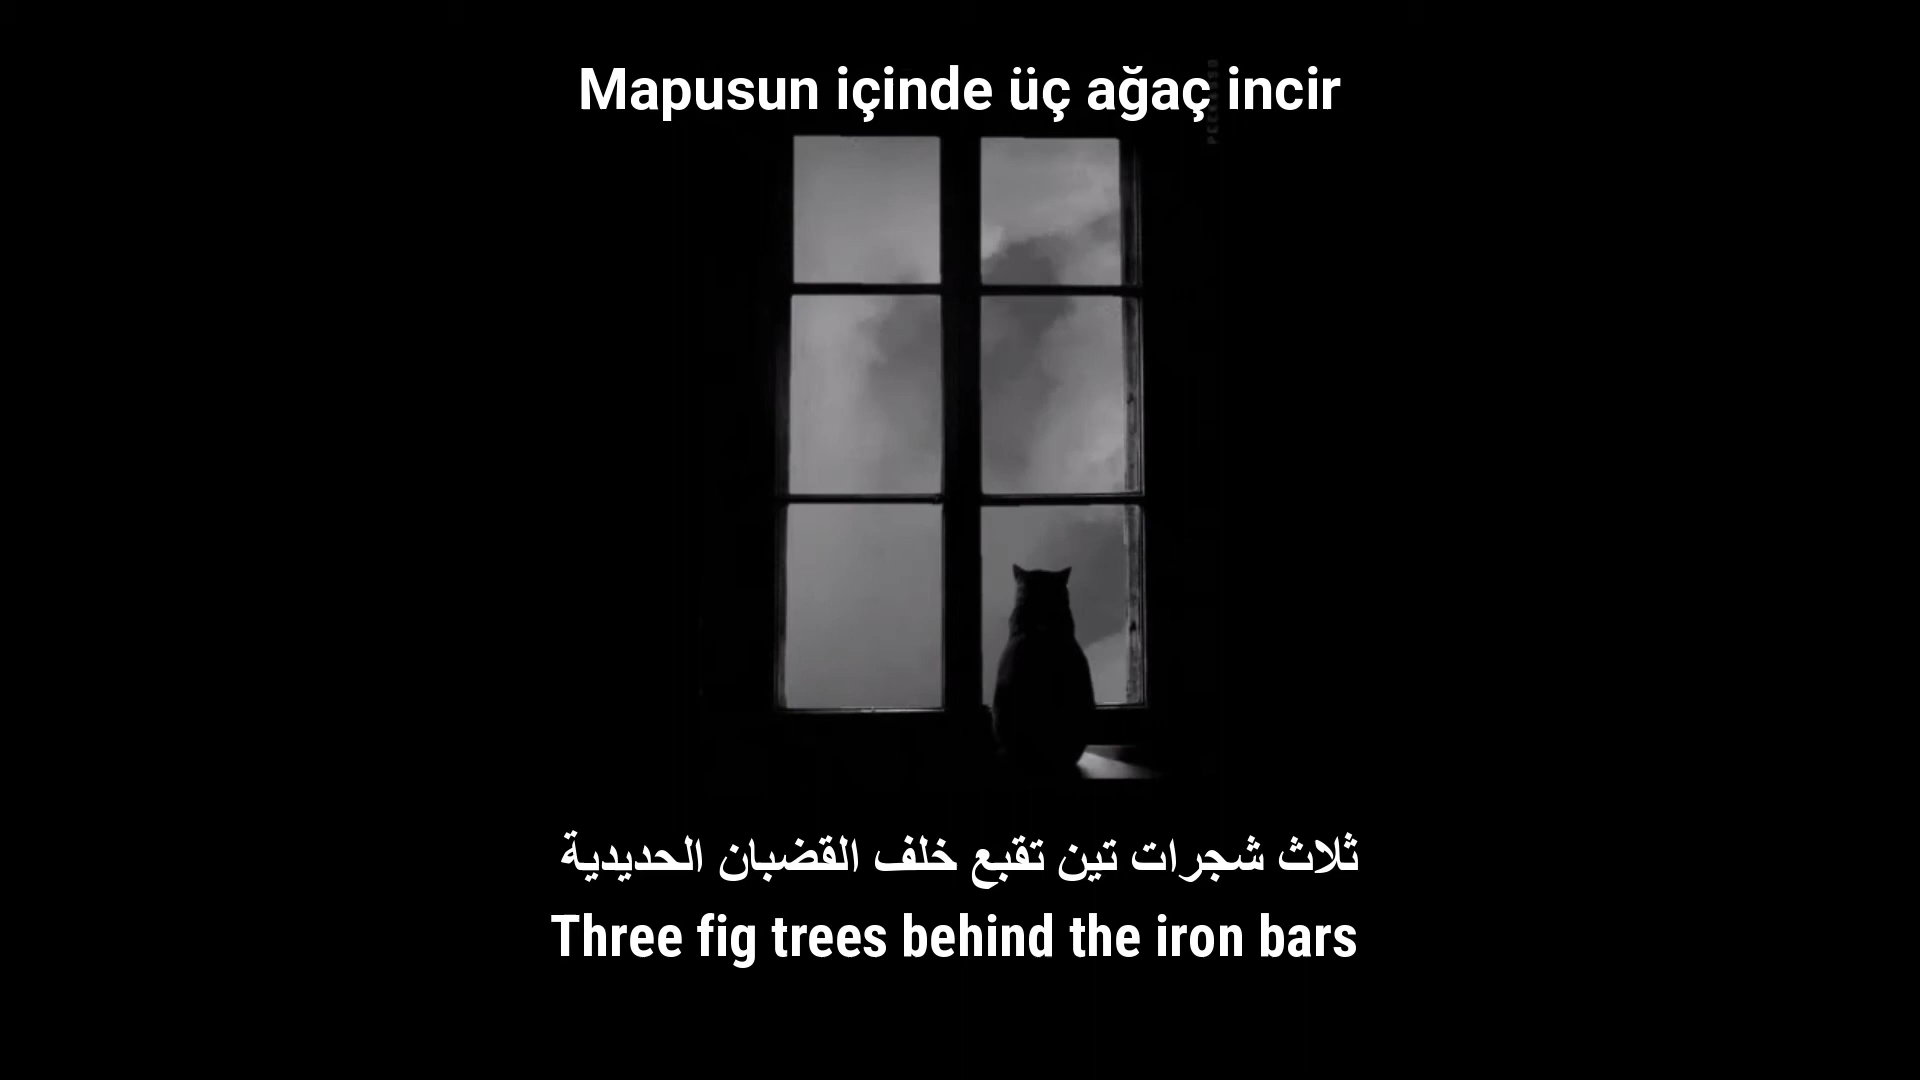 Mapusun içinde üç ağaç incir
ثلاث شجرات تين تقبع خلف القضبان الحديدية
Three fig trees behind the iron bars